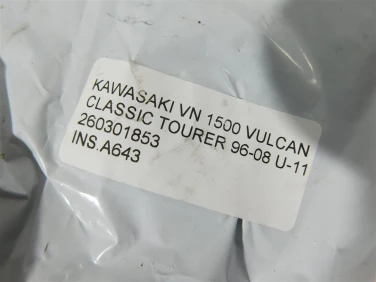 KAWASAKI VN 1500 VULCAN
CLASSIC TOURER 96-08 U-11
260301853
INS.A643